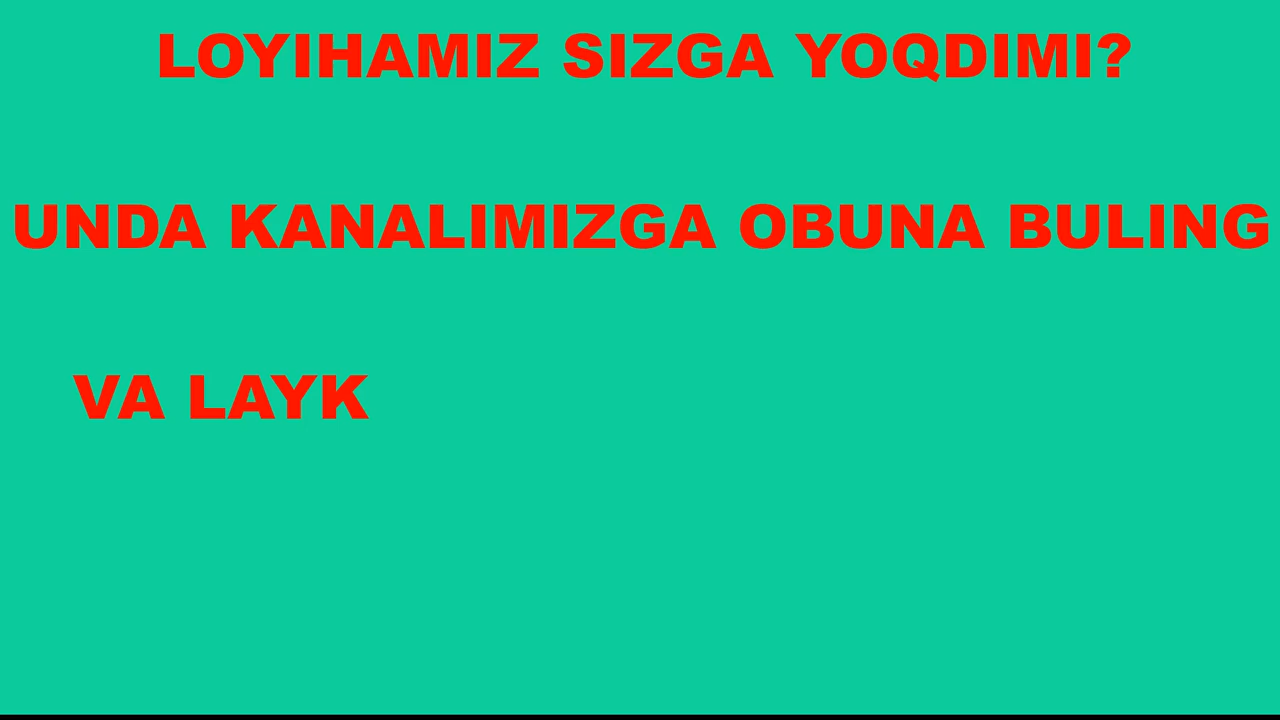 LOYIHAMIZ SIZGA YOQDIMI?
UNDA KANALIMIZGA OBUNA BULING
VA LAYK